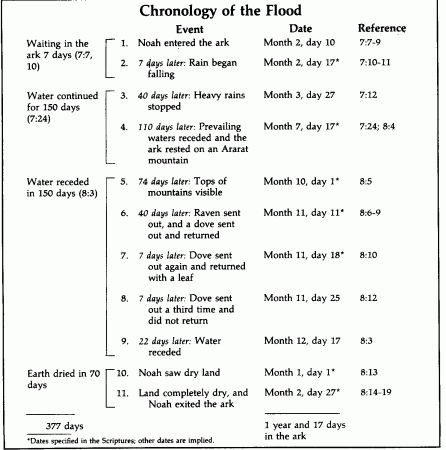 Chronology of the Flood
Event Date Reference
Waiting in the
ark 7 days (7:7,
10)
1. Noah entered the ark Month 2, day 10 7:7-9
2. 7 days later: Rain began
falling Month 2, day 17* 7:10-11
Water continued
for 150 days
(7:24)
3. 40 days later: Heavy rains
stopped Month 3, day 27 7:12
4. 110 days later: Prevailing
waters receded and the
ark rested on an Ararat
mountain Month 7, day 17* 7:24; 8:4
Water receded
in 150 days (8:3)
5. 74 days later: Tops of
mountains visible Month 10, day 1* 8:5
6. 40 days later: Raven sent
out, and a dove sent
out and returned Month 11, day 11* 8:6-9
7. 7 days later: Dove sent
out again and returned
with a leaf Month 11, day 18* 8:10
8. 7 days later: Dove sent
out a third time and
did not return Month 11, day 25 8:12
9. 22 days later: Water
receded Month 12, day 17 8:3
Earth dried in 70
days
10. Noah saw dry land Month 1, day 1* 8:13
11. Land completely dry, and
Noah exited the ark Month 2, day 27* 8:14-19
377 days
1 year and 17 days
in the ark
*Dates specified in the Scriptures; other dates are implied.